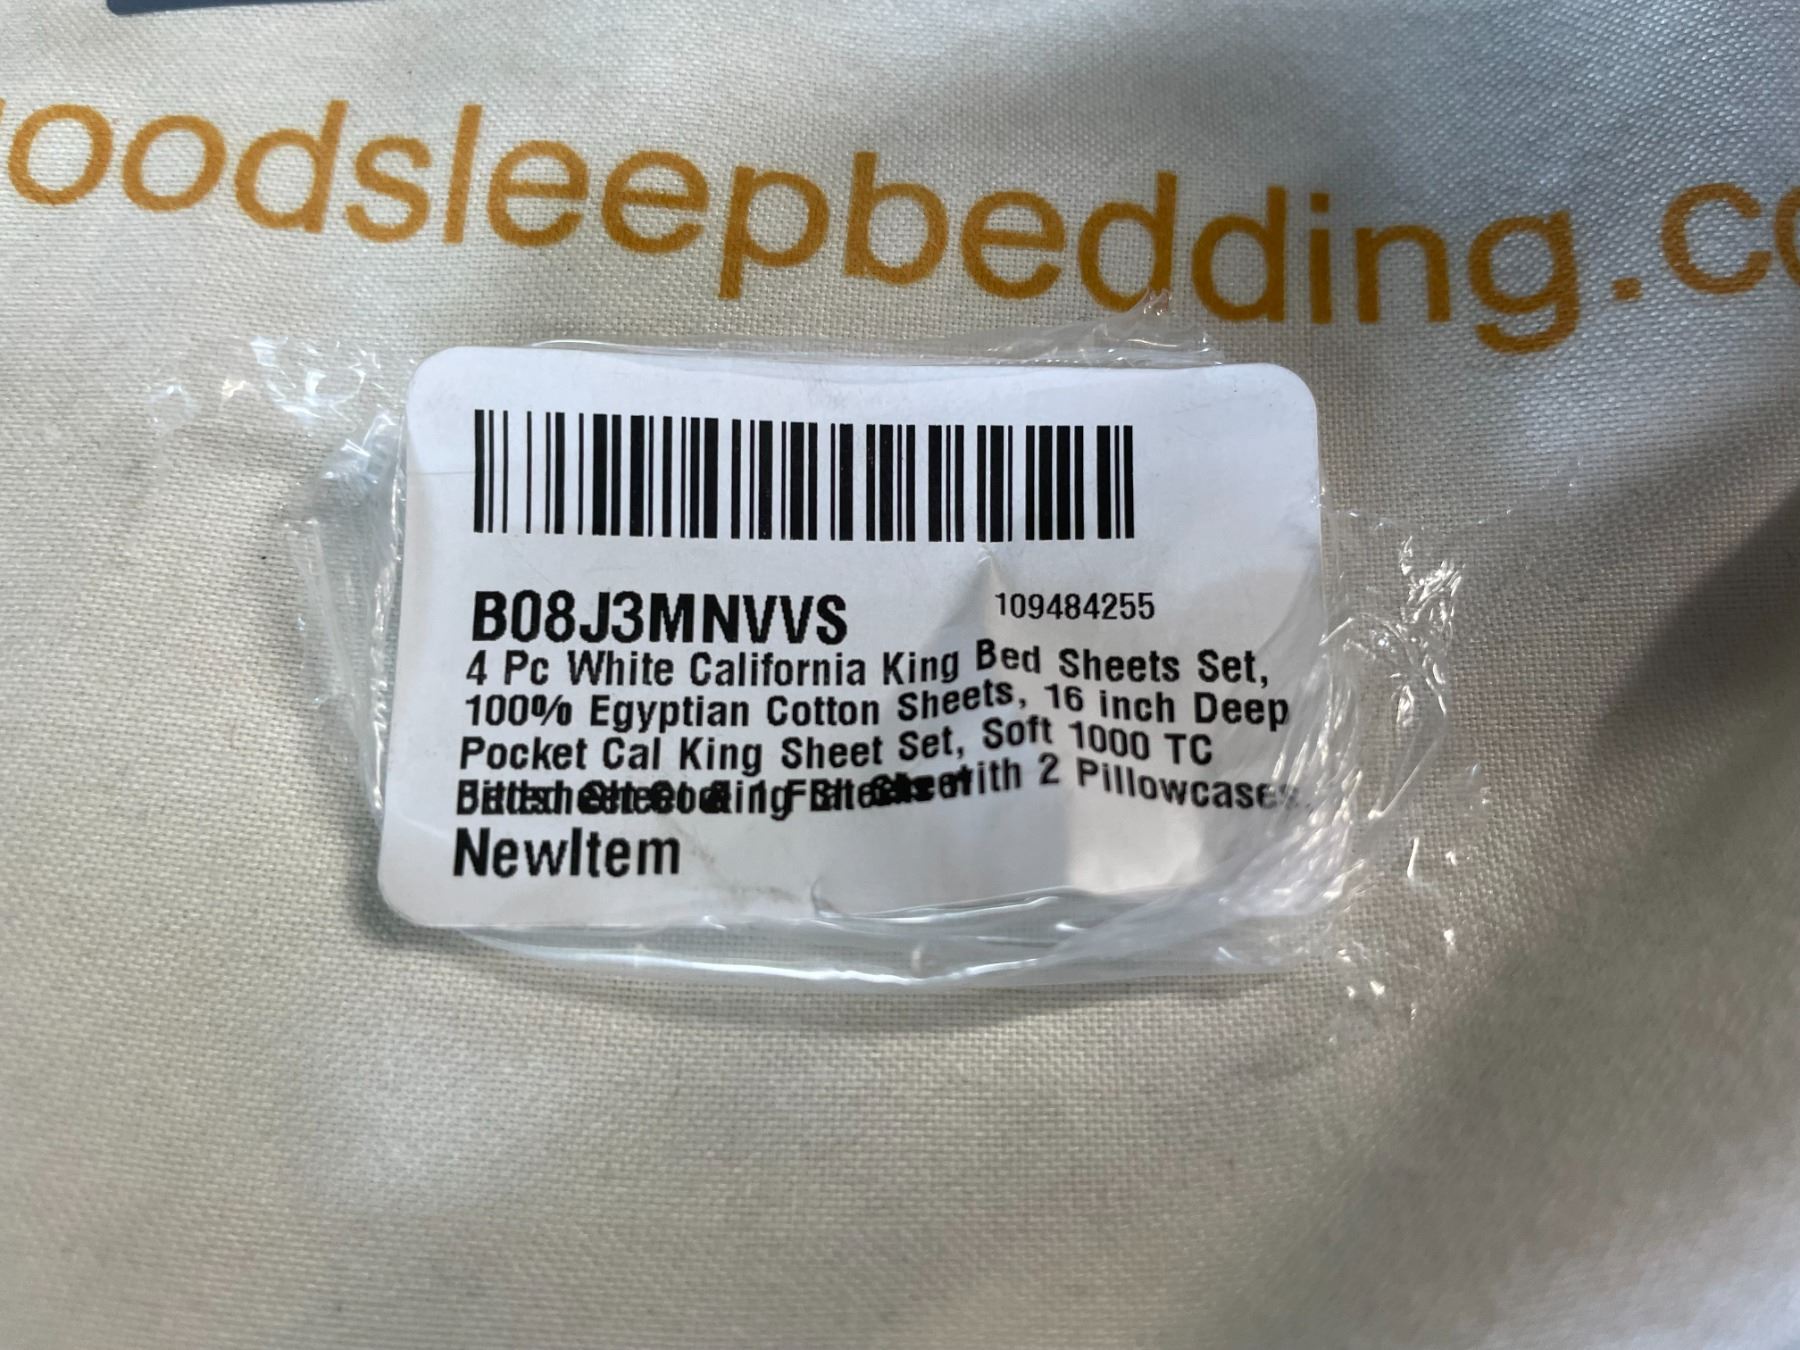 oodsleepbedding.co
B08J3MNVVS 109484255
4 Pc White California King Bed Sheets Set,
100% Egyptian Cotton Sheets, 16 inch Deep
Pocket Cal King Sheet Set, Soft 1000 TC
with 2 Pillowcases
NewItem